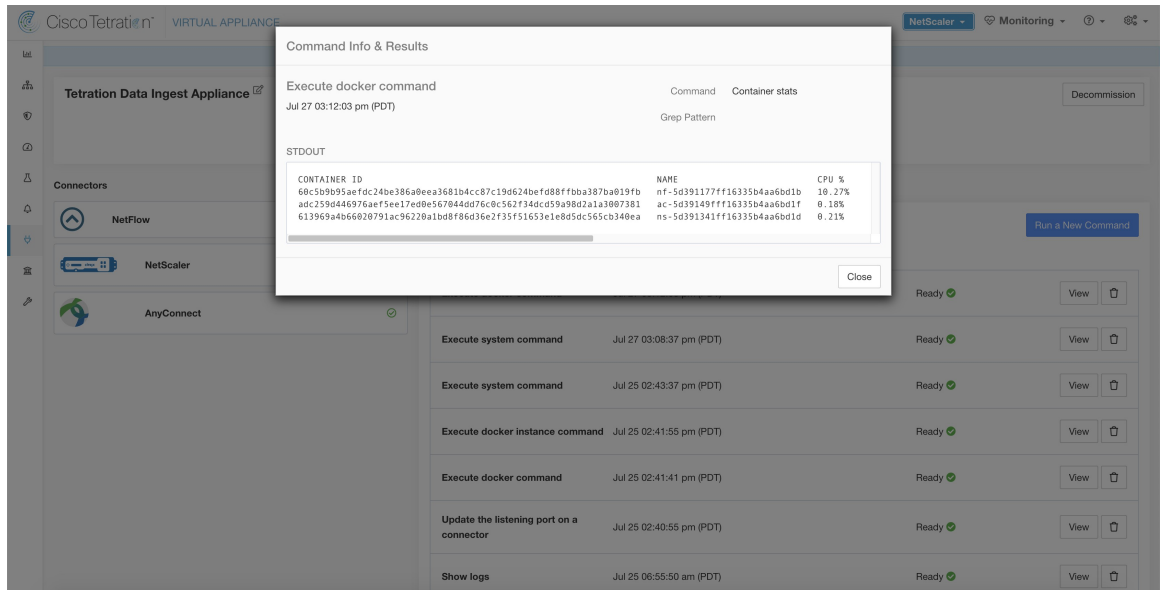 Cisco Tetration™ VIRTUAL APPLIANCE
NetScaler
Monitoring
Tetration Data Ingest Appliance
Decommission
Connectors
NetFlow
NetScaler
AnyConnect
Command Info & Results
Execute docker command
Jul 27 03:12:03 pm (PDT)
Command Container stats
Grep Pattern
STDOUT
CONTAINER ID NAME CPU %
60c5b9b95aefdc24be386a0eea3681b4cc87c19d624befd88ffbba387ba019fb nf-5d391177ff16335b4aa6bd1b 10.27%
adc259d446976aef5ee17ed0e567044dd76c0c562f34dcd59a98d2a1a3007381 ac-5d39149fff16335b4aa6bd1f 0.18%
613969a4b66020791ac96220a1bd8f86d36e2f35f51653e1e8d5dc565cb340ea ns-5d391341ff16335b4aa6bd1d 0.21%
Close
Run a New Command
Ready View
Execute system command Jul 27 03:08:37 pm (PDT) Ready View
Execute system command Jul 25 02:43:37 pm (PDT) Ready View
Execute docker instance command Jul 25 02:41:55 pm (PDT) Ready View
Execute docker command Jul 25 02:41:41 pm (PDT) Ready View
Update the listening port on a
connector Jul 25 02:40:55 pm (PDT) Ready View
Show logs Jul 25 06:55:50 am (PDT) Ready View